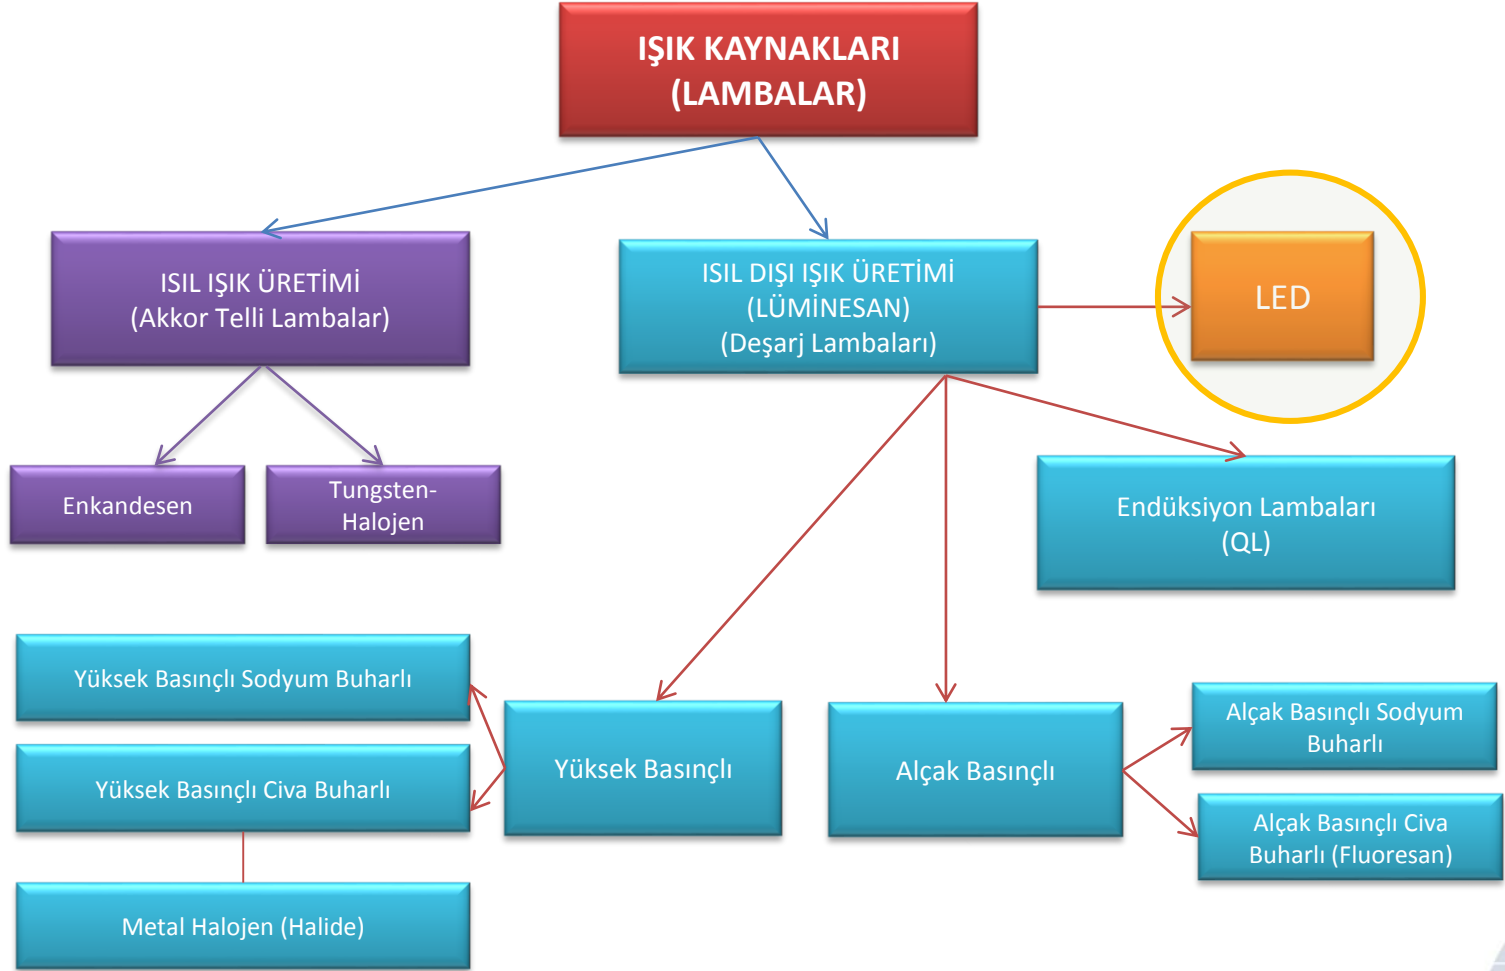 IŞIK KAYNAKLARI
(LAMBALAR)
ISIL IŞIK ÜRETİMİ
(Akkor Telli Lambalar)
ISIL DIŞI IŞIK ÜRETİMİ
(LÜMİNESAN)
(Deşarj Lambaları)
LED
Enkandesen
Tungsten-
Halojen
Endüksiyon Lambaları
(QL)
Yüksek Basınçlı Sodyum Buharlı
Yüksek Basınçlı Civa Buharlı
Metal Halojen (Halide)
Yüksek Basınçlı
Alçak Basınçlı
Alçak Basınçlı Sodyum
Buharlı
Alçak Basınçlı Civa
Buharlı (Fluoresan)